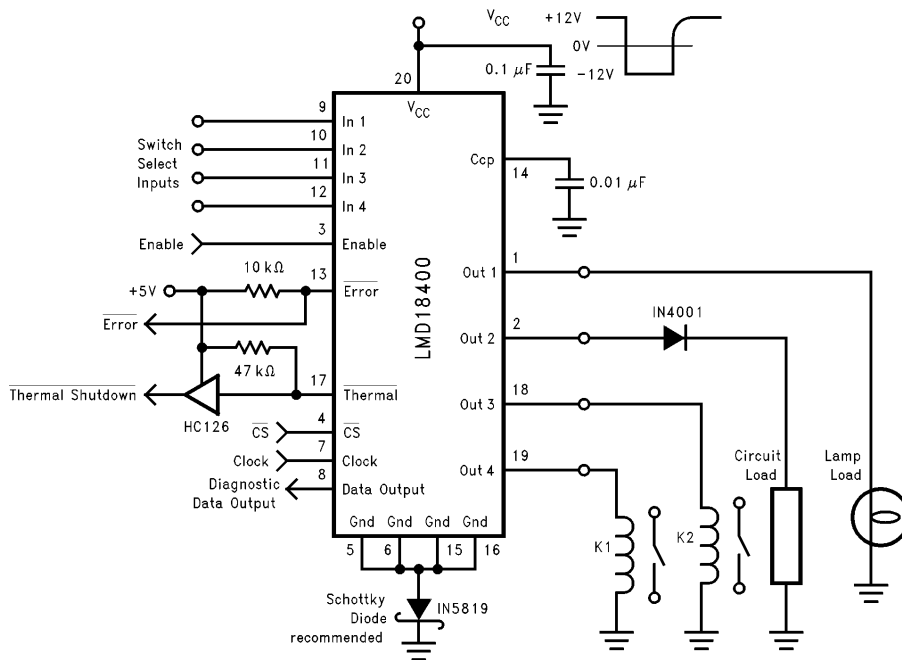 V_CC
+12V
0V
-12V
0.1 μF
20
V_CC
9
In 1
10
In 2
11
In 3
12
In 4
Switch
Select
Inputs
3
Enable
Enable
Ccp
14
0.01 μF
10 kΩ
13
+5V
Error
Error
47 kΩ
17
Thermal Shutdown
Thermal
HC126
4
CS
CS
7
Clock
Clock
8
Diagnostic
Data Output
Data Output
LMD18400
1
Out 1
2
Out 2
IN4001
18
Out 3
19
Out 4
Circuit
Load
Lamp
Load
K1
K2
Gnd
Gnd
Gnd
Gnd
5
6
15
16
Schottky
Diode
recommended
IN5819